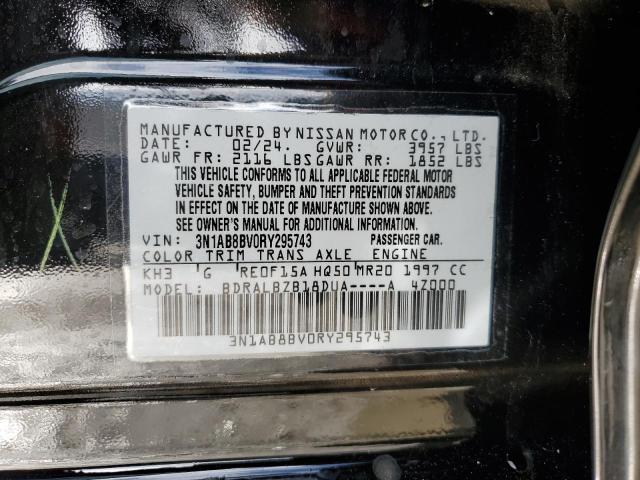 MANUFACTURED BY NISSAN MOTOR CO., LTD.
DATE: 02/24. GVWR: 3957 LBS
GAWR FR: 2116 LBS GAWR RR: 1852 LBS
THIS VEHICLE CONFORMS TO ALL APPLICABLE FEDERAL MOTOR
VEHICLE SAFETY, BUMPER AND THEFT PREVENTION STANDARDS
IN EFFECT ON THE DATE OF MANUFACTURE SHOWN ABOVE.
SEE OWNER'S MANUAL FOR ADDITIONAL INFORMATION.
VIN: 3N1AB8BV0RY295743 PASSENGER CAR.
COLOR TRIM TRANS AXLE ENGINE
KH3 G RE0F15A HQ50 MR20 1997 CC
MODEL: BDRALBZB18DUA----A 4Z000
3N1AB8BV0RY295743